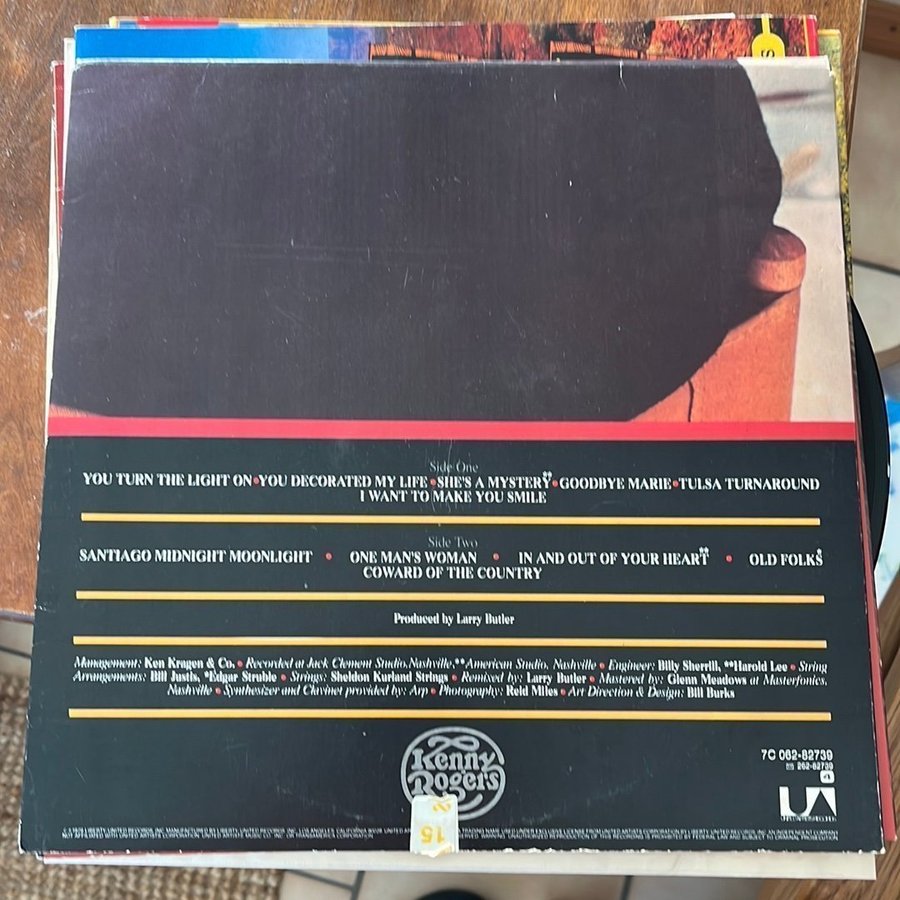 S
Side One
YOU TURN THE LIGHT ON • YOU DECORATED MY LIFE • SHE'S A MYSTERY** • GOODBYE MARIE • TULSA TURNAROUND
I WANT TO MAKE YOU SMILE
Side Two
SANTIAGO MIDNIGHT MOONLIGHT • ONE MAN'S WOMAN • IN AND OUT OF YOUR HEART** • OLD FOLKS*
COWARD OF THE COUNTRY
Produced by Larry Butler
Management: Ken Kragen & Co. • Recorded at Jack Clement Studio, Nashville, **American Studio, Nashville • Engineer: Billy Sherrill, **Harold Lee • String
Arrangements: Bill Justis, *Edgar Struble • Strings: Sheldon Kurland Strings • Remixed by: Larry Butler • Mastered by: Glenn Meadows at Masterfonics,
Nashville • Synthesizer and Clavinet provided by: Arp • Photography: Reid Miles • Art Direction & Design: Bill Burks
Kenny
Rogers
7C 062-82739
262-82739
UA
15